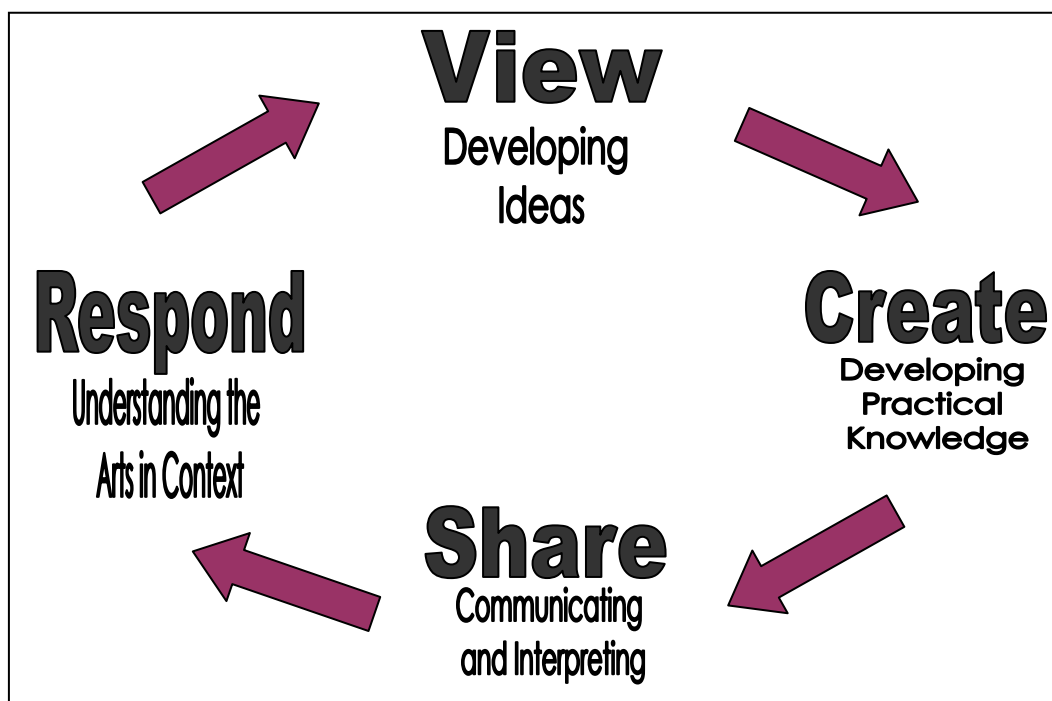 View
Developing
Ideas
Create
Developing
Practical
Knowledge
Share
Communicating
and Interpreting
Respond
Understanding the
Arts in Context